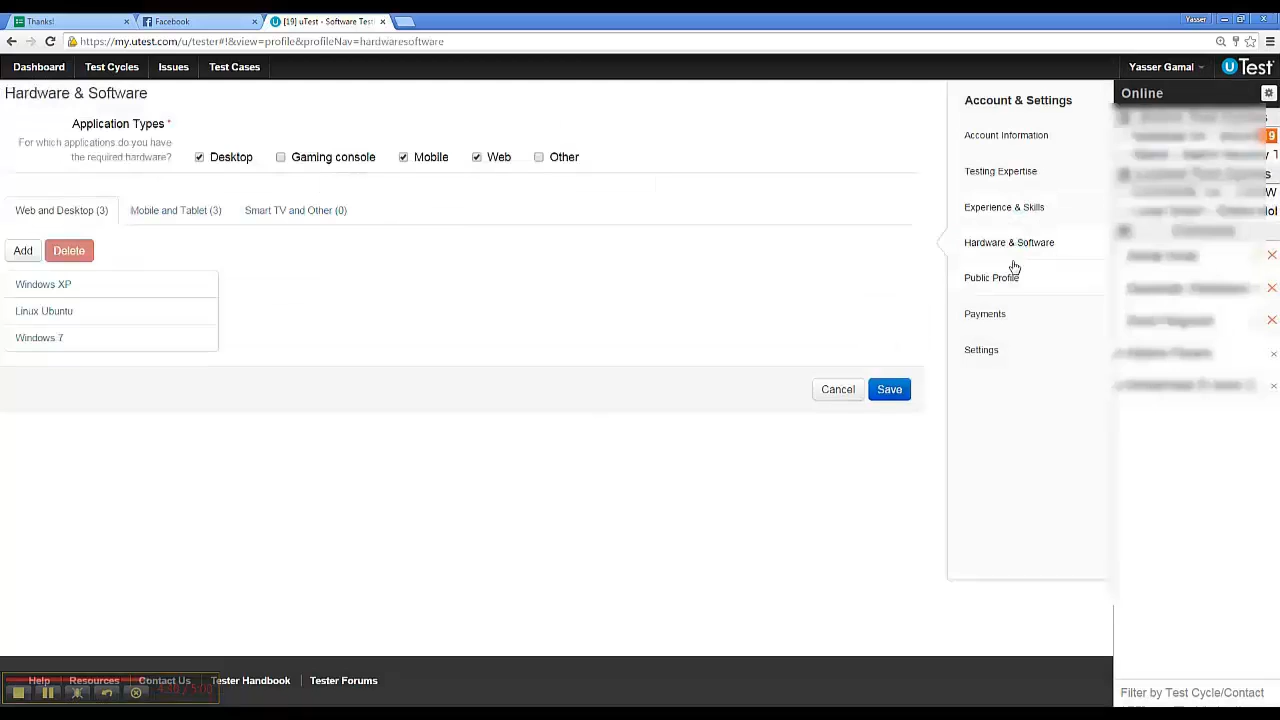 Thanks!
Facebook
[19] uTest - Software Test
Yasser
https://my.utest.com/u/tester#!&view=profile&profileNav=hardwaresoftware
Dashboard
Test Cycles
Issues
Test Cases
Yasser Gamal
uTest
Hardware & Software
Application Types *
For which applications do you have
the required hardware?
Desktop
Gaming console
Mobile
Web
Other
Web and Desktop (3)
Mobile and Tablet (3)
Smart TV and Other (0)
Add
Delete
Windows XP
Linux Ubuntu
Windows 7
Cancel
Save
Account & Settings
Account Information
Testing Expertise
Experience & Skills
Hardware & Software
Public Profile
Payments
Settings
Online
9
Filter by Test Cycle/Contact
Help
Resources
Contact Us
Tester Handbook
Tester Forums